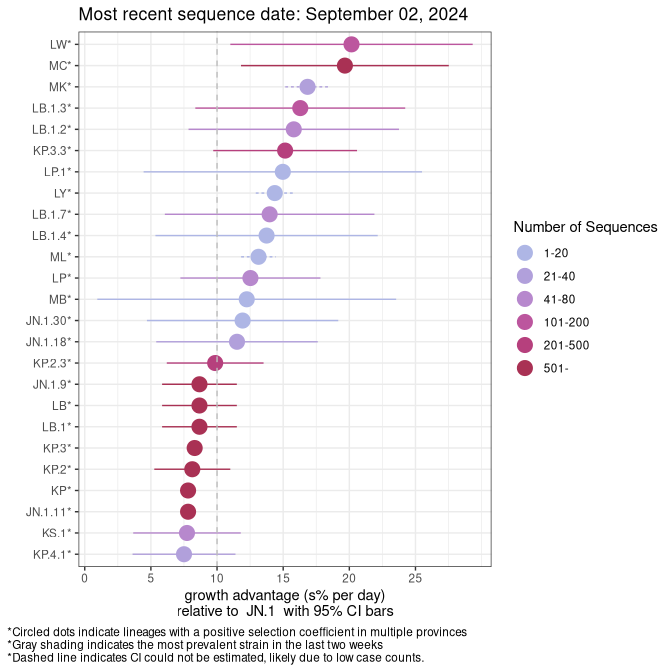 Most recent sequence date: September 02, 2024
LW*
MC*
MK*
LB.1.3*
LB.1.2*
KP.3.3*
LP.1*
LY*
LB.1.7*
LB.1.4*
ML*
LP*
MB*
JN.1.30*
JN.1.18*
KP.2.3*
JN.1.9*
LB*
LB.1*
KP.3*
KP.2*
KP*
JN.1.11*
KS.1*
KP.4.1*
0 5 10 15 20 25
growth advantage (s% per day)
relative to JN.1 with 95% CI bars
Number of Sequences
1-20
21-40
41-80
101-200
201-500
501-
*Circled dots indicate lineages with a positive selection coefficient in multiple provinces
*Gray shading indicates the most prevalent strain in the last two weeks
*Dashed line indicates CI could not be estimated, likely due to low case counts.